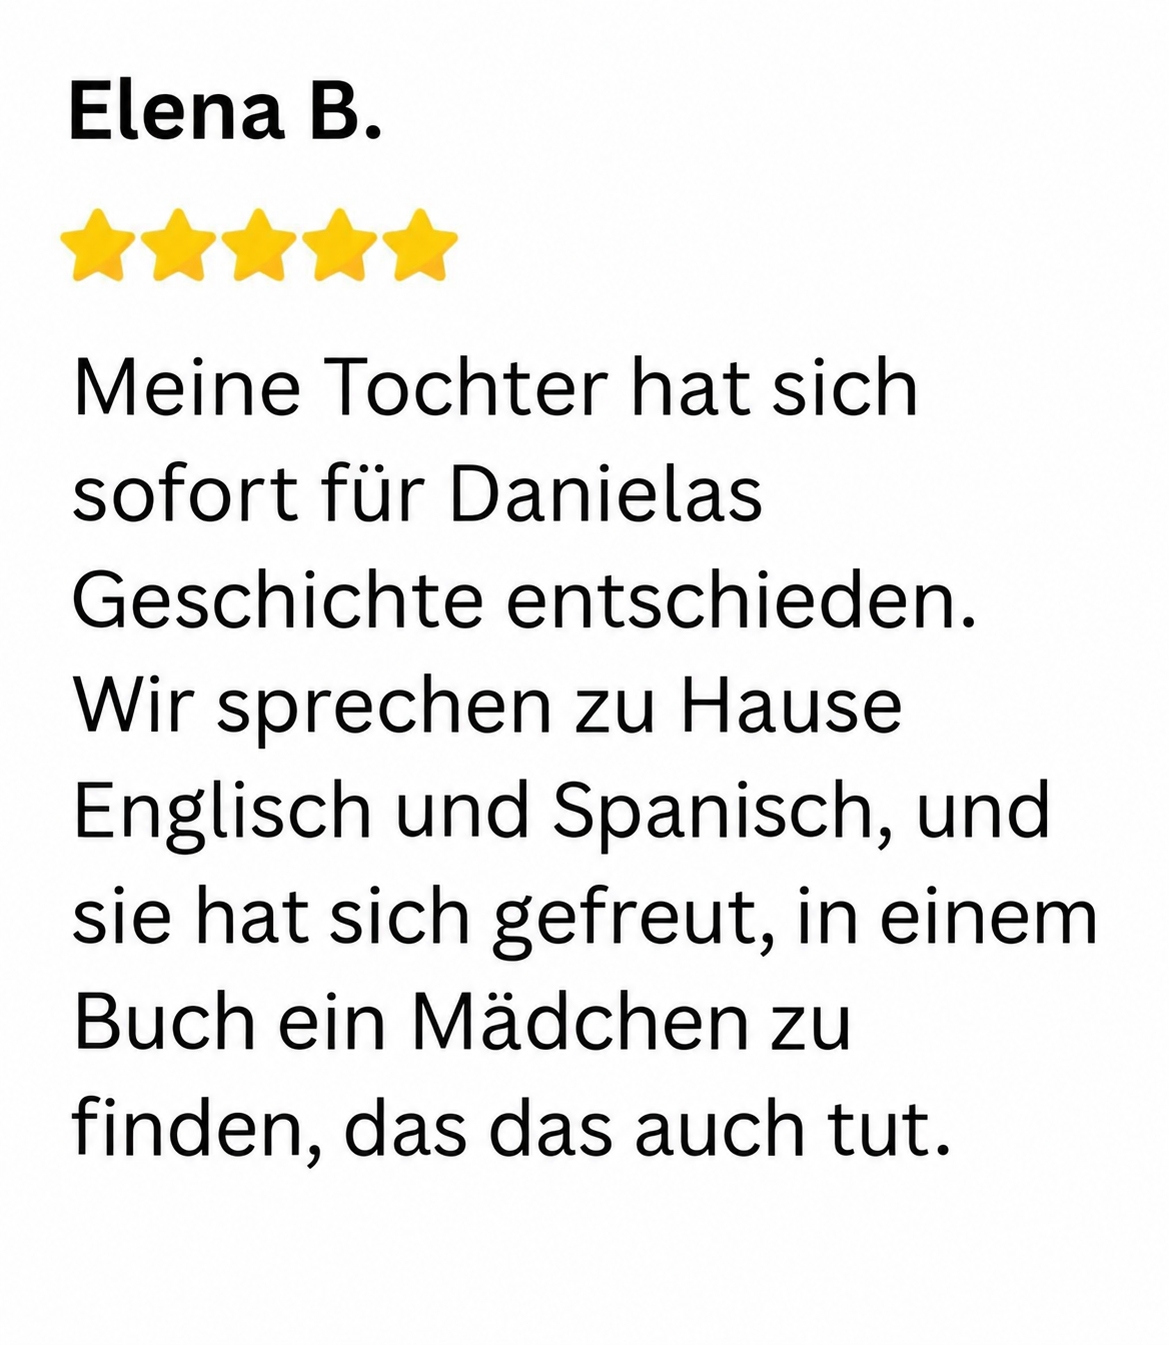 Elena B.
Meine Tochter hat sich
sofort für Danielas
Geschichte entschieden.
Wir sprechen zu Hause
Englisch und Spanisch, und
sie hat sich gefreut, in einem
Buch ein Mädchen zu
finden, das das auch tut.